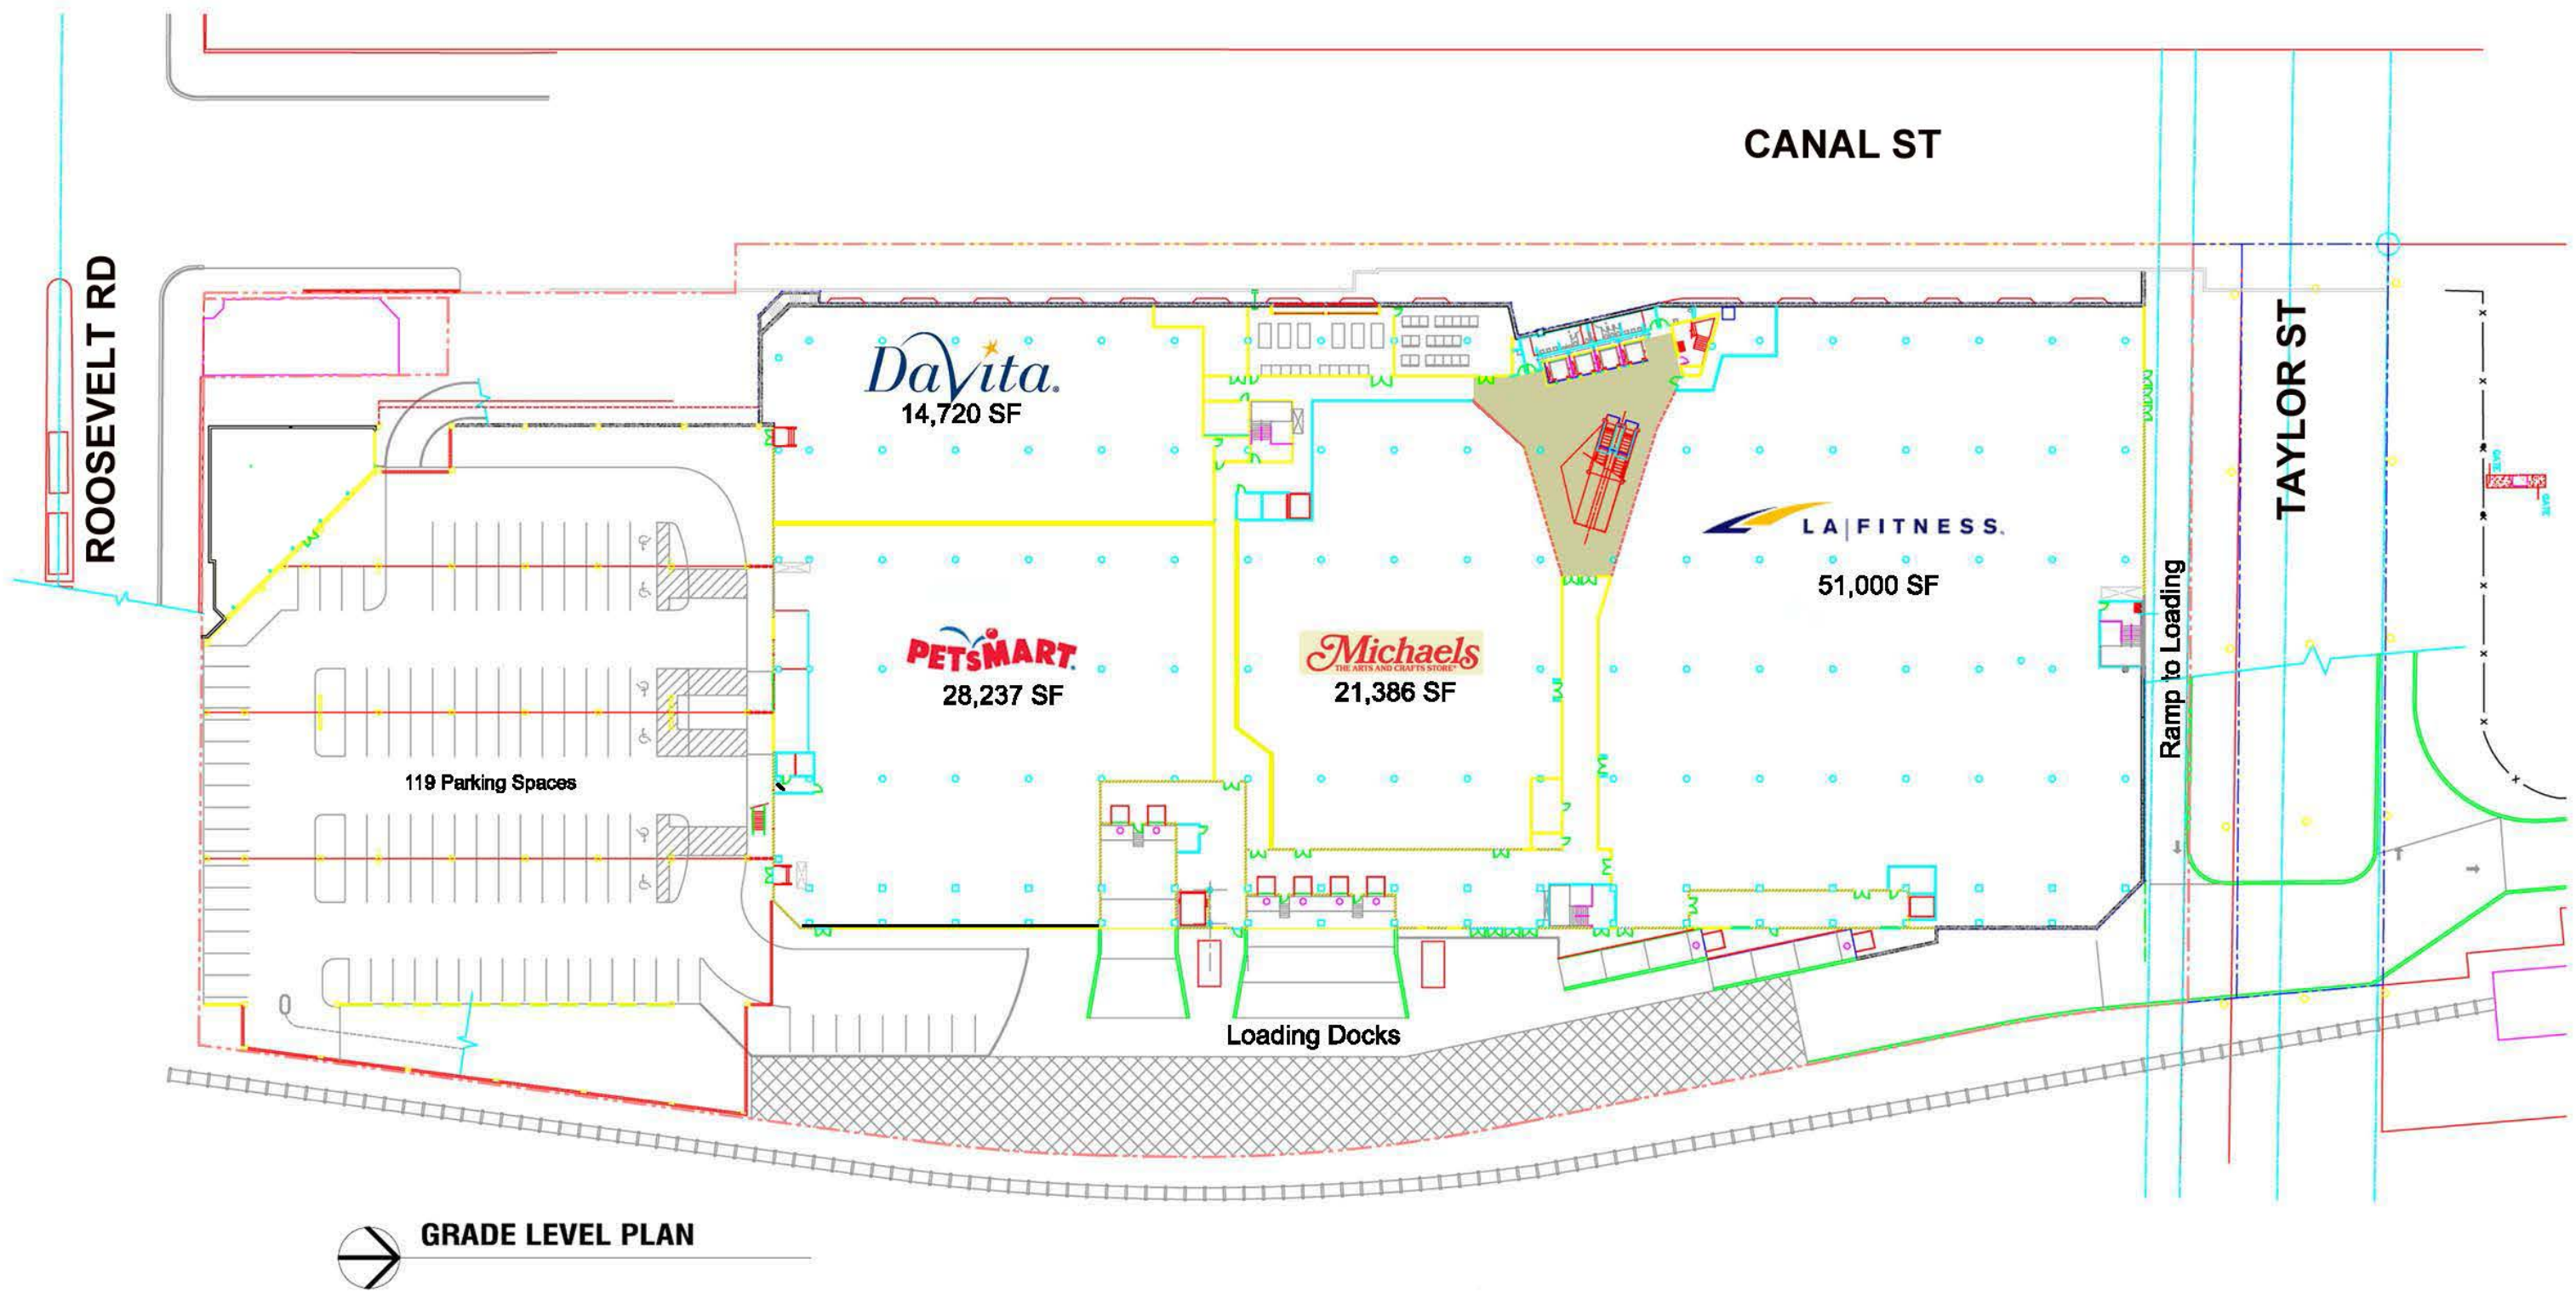 CANAL ST
ROOSEVELT RD
TAYLOR ST
DaVita.
14,720 SF
LA|FITNESS.
51,000 SF
PETSMART.
28,237 SF
Michaels
THE ARTS AND CRAFTS STORE
21,386 SF
Ramp to Loading
119 Parking Spaces
Loading Docks
GATE
GATE
GRADE LEVEL PLAN